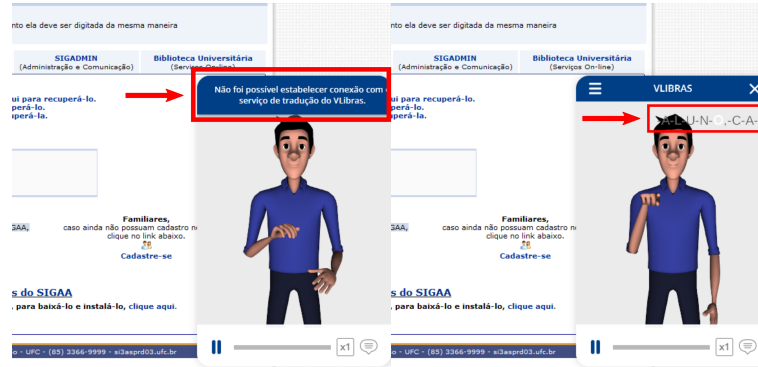 nto ela deve ser digitada da mesma maneira
SIGADMIN
(Administração e Comunicação)
Biblioteca Universitária
(Serviços On-line)
Não foi possível estabelecer conexão com
serviço de tradução do VLibras.
ui para recuperá-lo.
perá-lo.
uperá-la.
Familiares,
GAA, caso ainda não possuam cadastro n
clique no link abaixo.
Cadastre-se
s do SIGAA
, para baixá-lo e instalá-lo, clique aqui.
o - UFC - (85) 3366-9999 - si3asprd03.ufc.br
x1
nto ela deve ser digitada da mesma maneira
SIGADMIN
(Administração e Comunicação)
Biblioteca Universitária
(Serviços On-line)
VLIBRAS
A-L-U-N-O,-C-A-
ui para recuperá-lo.
perá-lo.
uperá-la.
Familiares,
GAA, caso ainda não possuam cadastro n
clique no link abaixo.
Cadastre-se
s do SIGAA
, para baixá-lo e instalá-lo, clique aqui.
o - UFC - (85) 3366-9999 - si3asprd03.ufc.br
x1